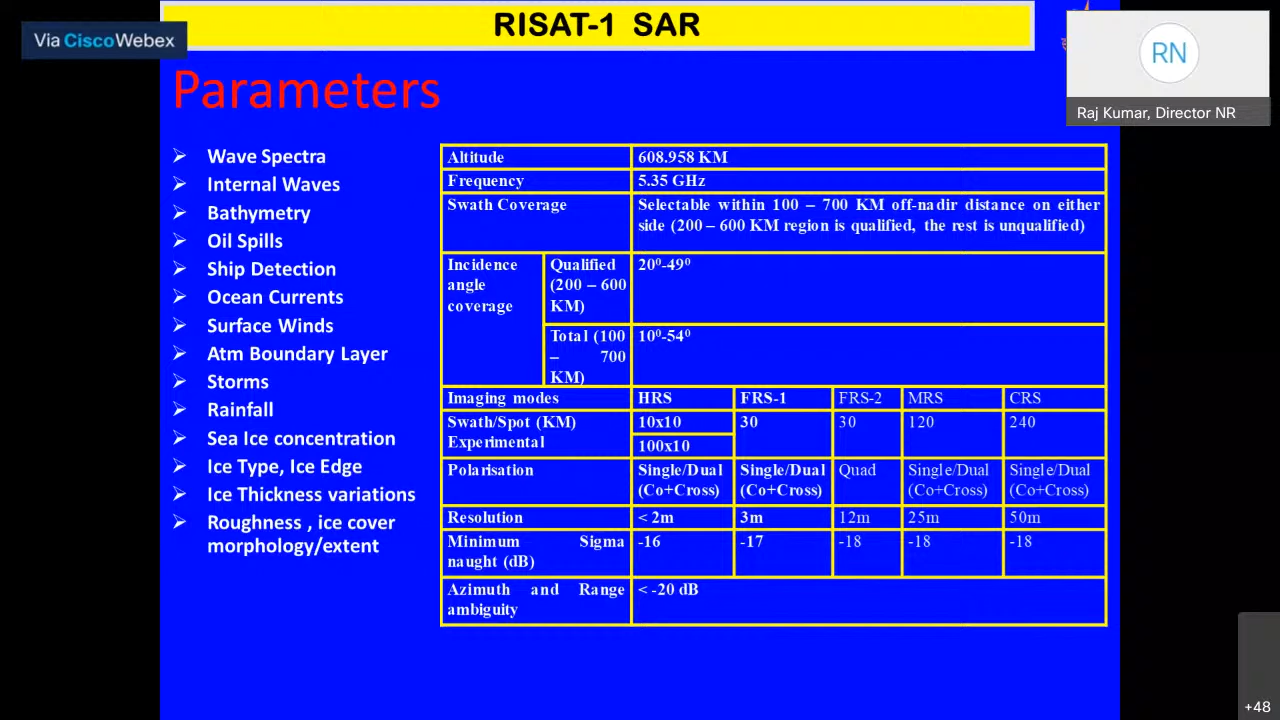 RISAT-1 SAR
Via CiscoWebex
RN
Raj Kumar, Director NR
Parameters
Wave Spectra
Internal Waves
Bathymetry
Oil Spills
Ship Detection
Ocean Currents
Surface Winds
Atm Boundary Layer
Storms
Rainfall
Sea Ice concentration
Ice Type, Ice Edge
Ice Thickness variations
Roughness , ice cover
morphology/extent
Altitude 608.958 KM
Frequency 5.35 GHz
Swath Coverage Selectable within 100 – 700 KM off-nadir distance on either
side (200 – 600 KM region is qualified, the rest is unqualified)
Incidence Qualified 20⁰-49⁰
angle (200 – 600
coverage KM)
Total (100 10⁰-54⁰
– 700
KM)
Imaging modes HRS FRS-1 FRS-2 MRS CRS
Swath/Spot (KM) 10x10 30 30 120 240
Experimental 100x10
Polarisation Single/Dual Single/Dual Quad Single/Dual Single/Dual
(Co+Cross) (Co+Cross) (Co+Cross) (Co+Cross)
Resolution < 2m 3m 12m 25m 50m
Minimum Sigma -16 -17 -18 -18 -18
naught (dB)
Azimuth and Range < -20 dB
ambiguity
+48